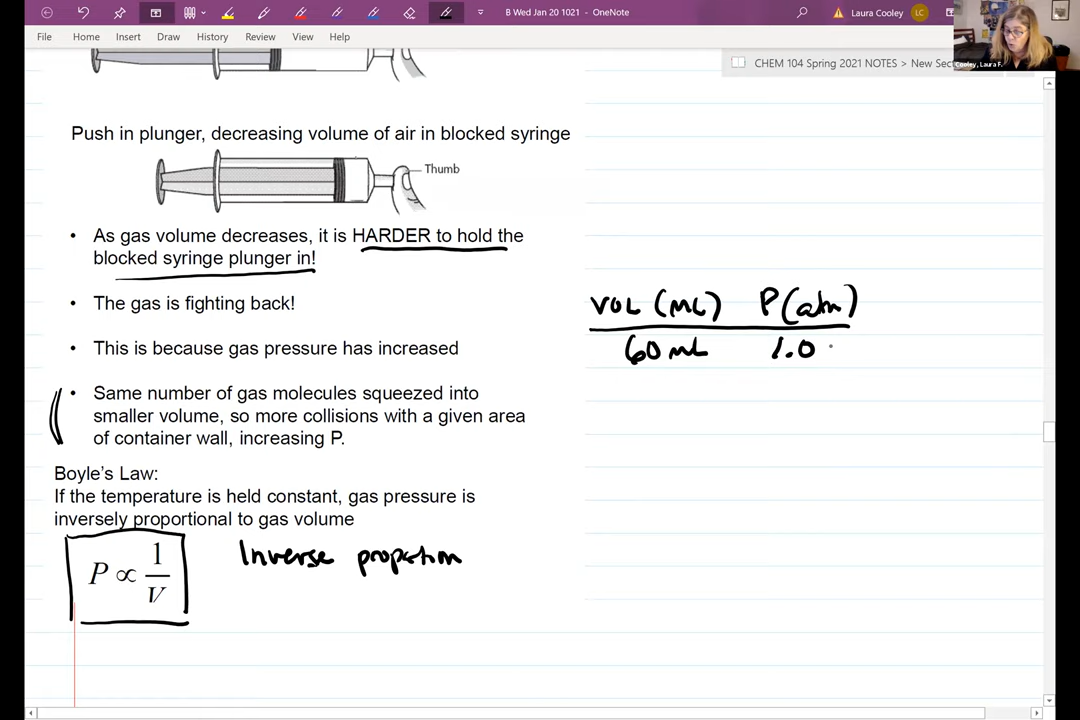 B Wed Jan 20 1021 - OneNote
Laura Cooley
LC
File Home Insert Draw History Review View Help
Cooley, Laura F.
CHEM 104 Spring 2021 NOTES > New Sec
Push in plunger, decreasing volume of air in blocked syringe
Thumb
• As gas volume decreases, it is HARDER to hold the
blocked syringe plunger in!
• The gas is fighting back!
• This is because gas pressure has increased
• Same number of gas molecules squeezed into
smaller volume, so more collisions with a given area
of container wall, increasing P.
Boyle's Law:
If the temperature is held constant, gas pressure is
inversely proportional to gas volume
P ∝ 1/V
Inverse proportion
VOL (mL) P (atm)
60 mL 1.0